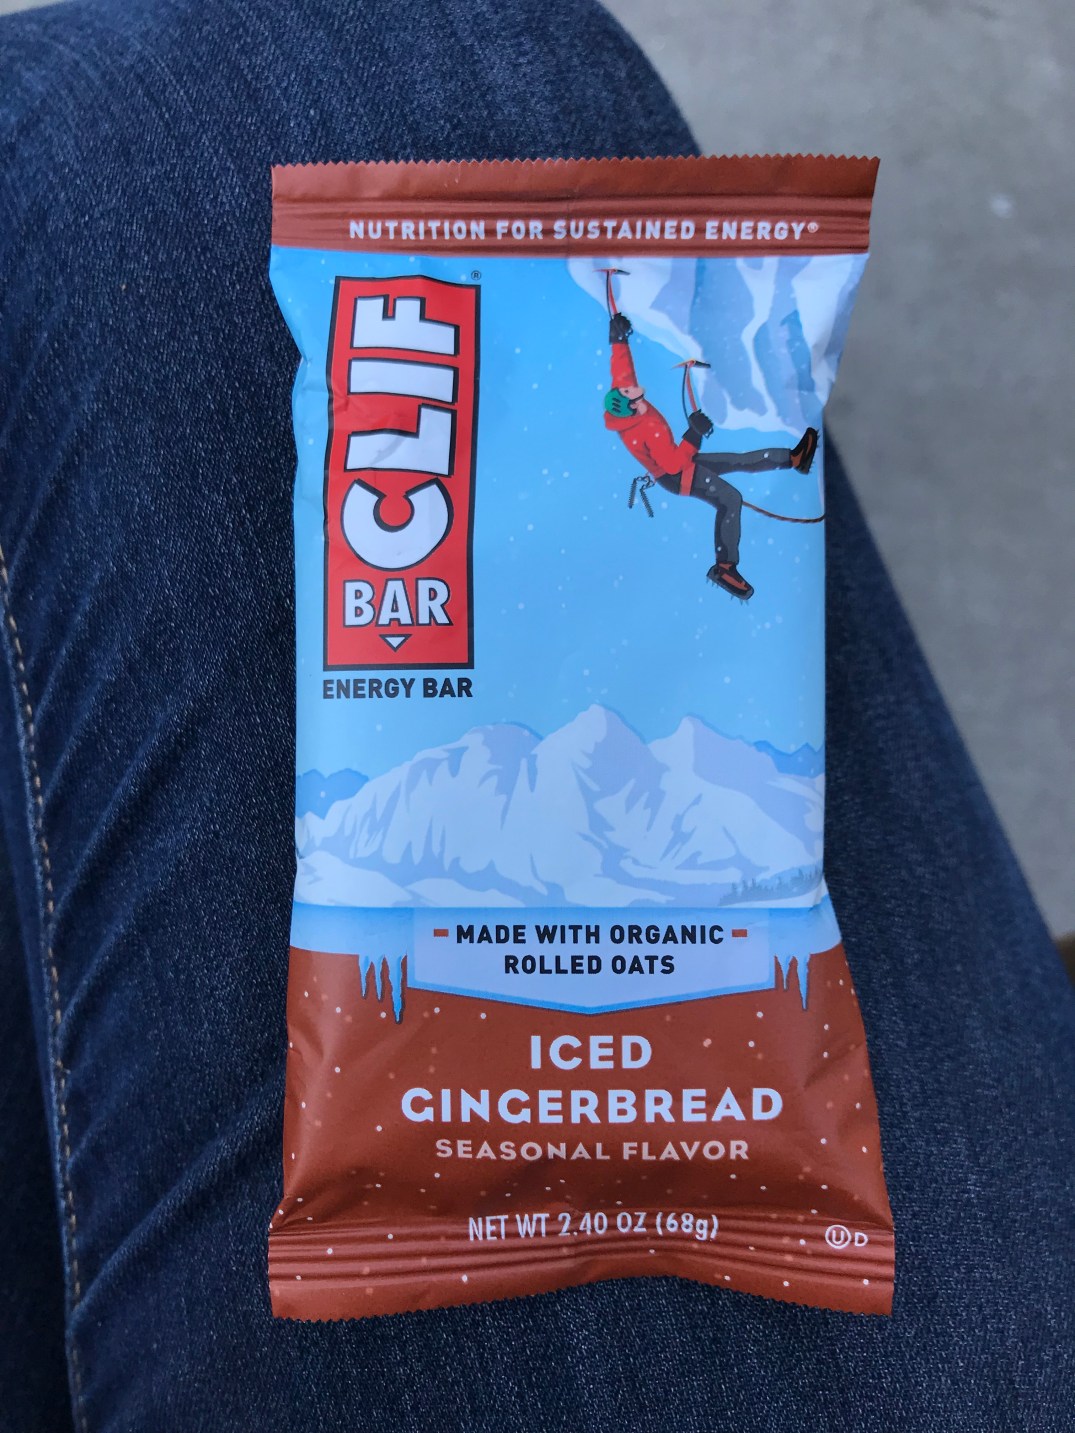 NUTRITION FOR SUSTAINED ENERGY®
CLIF®
BAR
ENERGY BAR
MADE WITH ORGANIC
ROLLED OATS
ICED
GINGERBREAD
SEASONAL FLAVOR
NET WT 2.40 OZ (68g)
U D